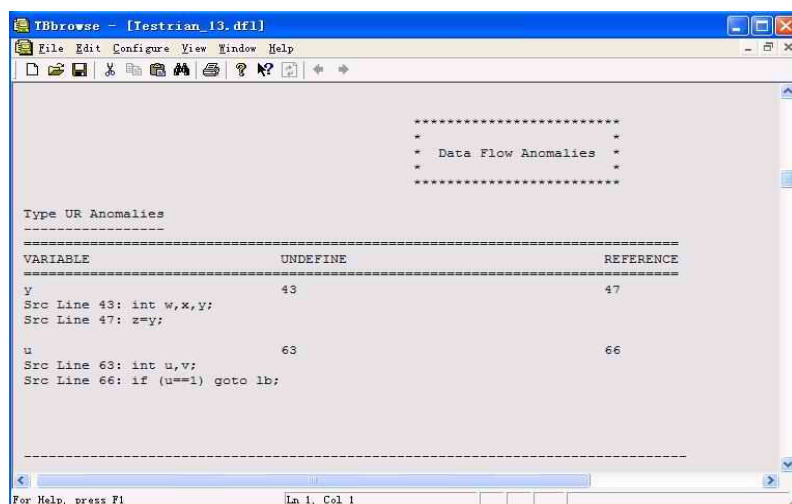 TBbrowse - [Testrian_13.dfl]
File Edit Configure View Window Help
**************************
* *
* Data Flow Anomalies *
* *
**************************
Type UR Anomalies
-----------------
================================================================================
VARIABLE UNDEFINE REFERENCE
================================================================================
y 43 47
Src Line 43: int w,x,y;
Src Line 47: z=y;
u 63 66
Src Line 63: int u,v;
Src Line 66: if (u==1) goto lb;
--------------------------------------------------------------------------------
For Help, press F1 Ln 1, Col 1